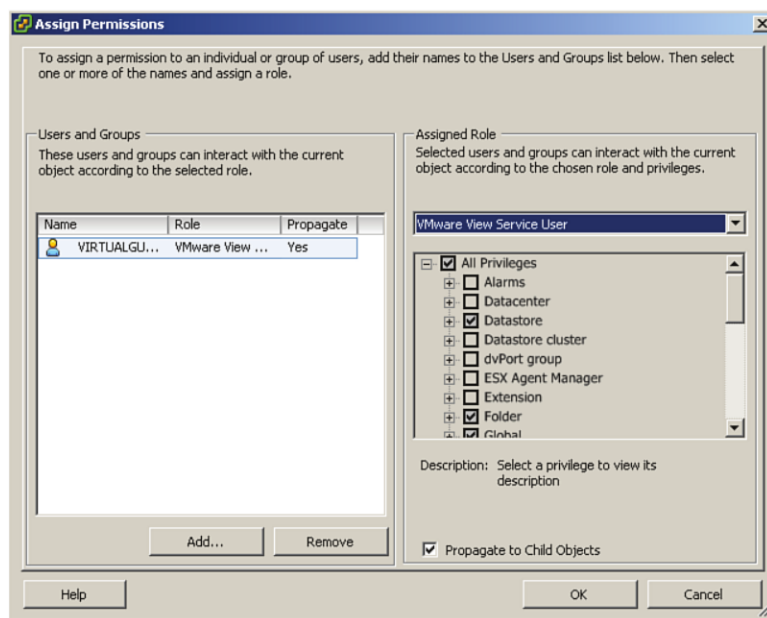 Assign Permissions
To assign a permission to an individual or group of users, add their names to the Users and Groups list below. Then select
one or more of the names and assign a role.
Users and Groups
These users and groups can interact with the current
object according to the selected role.
Name Role Propagate
VIRTUALGU... VMware View ... Yes
Add... Remove
Assigned Role
Selected users and groups can interact with the current
object according to the chosen role and privileges.
VMware View Service User
All Privileges
Alarms
Datacenter
Datastore
Datastore cluster
dvPort group
ESX Agent Manager
Extension
Folder
Global
Description: Select a privilege to view its
description
Propagate to Child Objects
Help OK Cancel